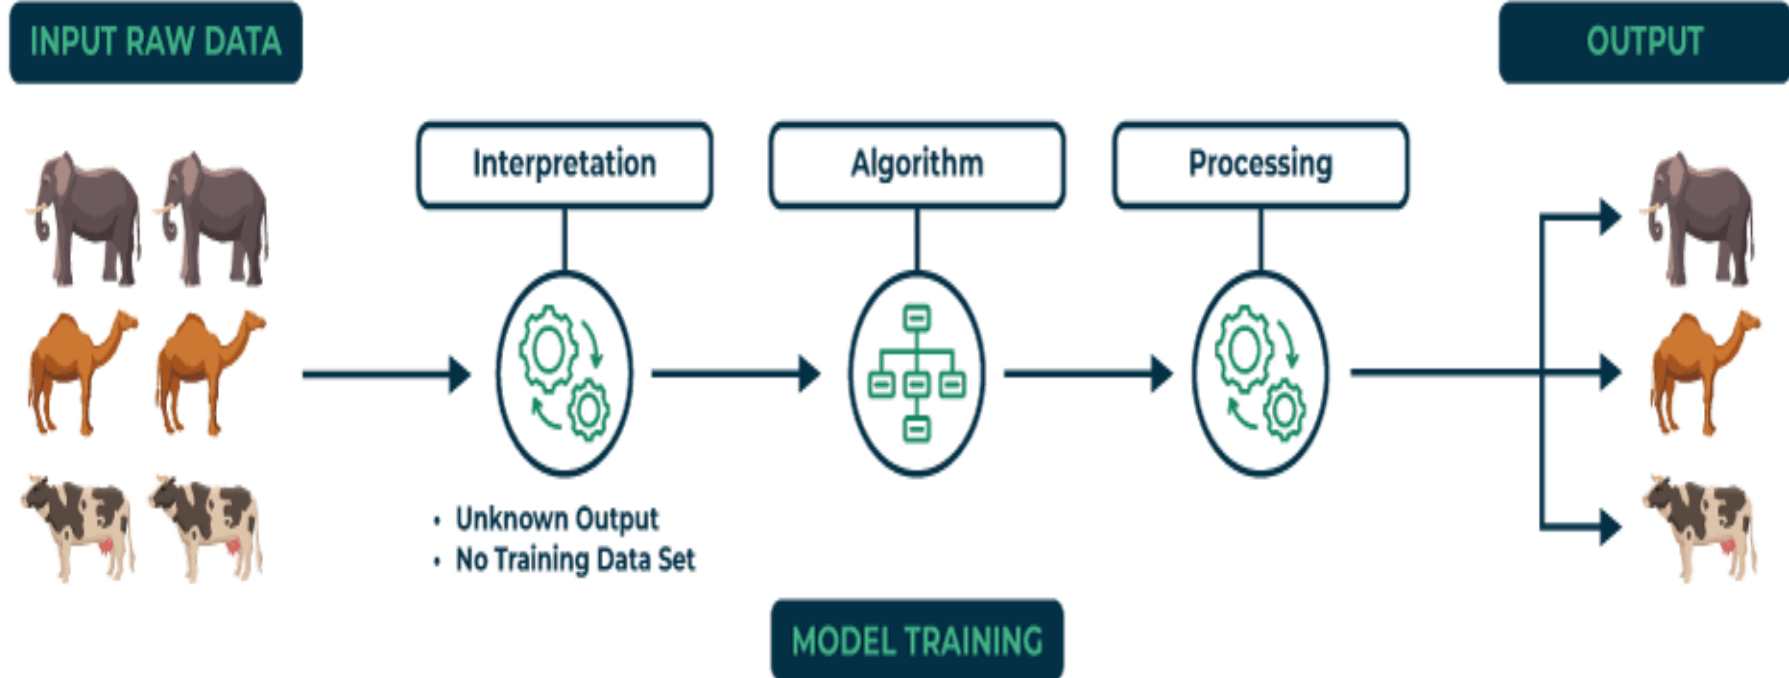 INPUT RAW DATA
OUTPUT
Interpretation
Algorithm
Processing
• Unknown Output
• No Training Data Set
MODEL TRAINING